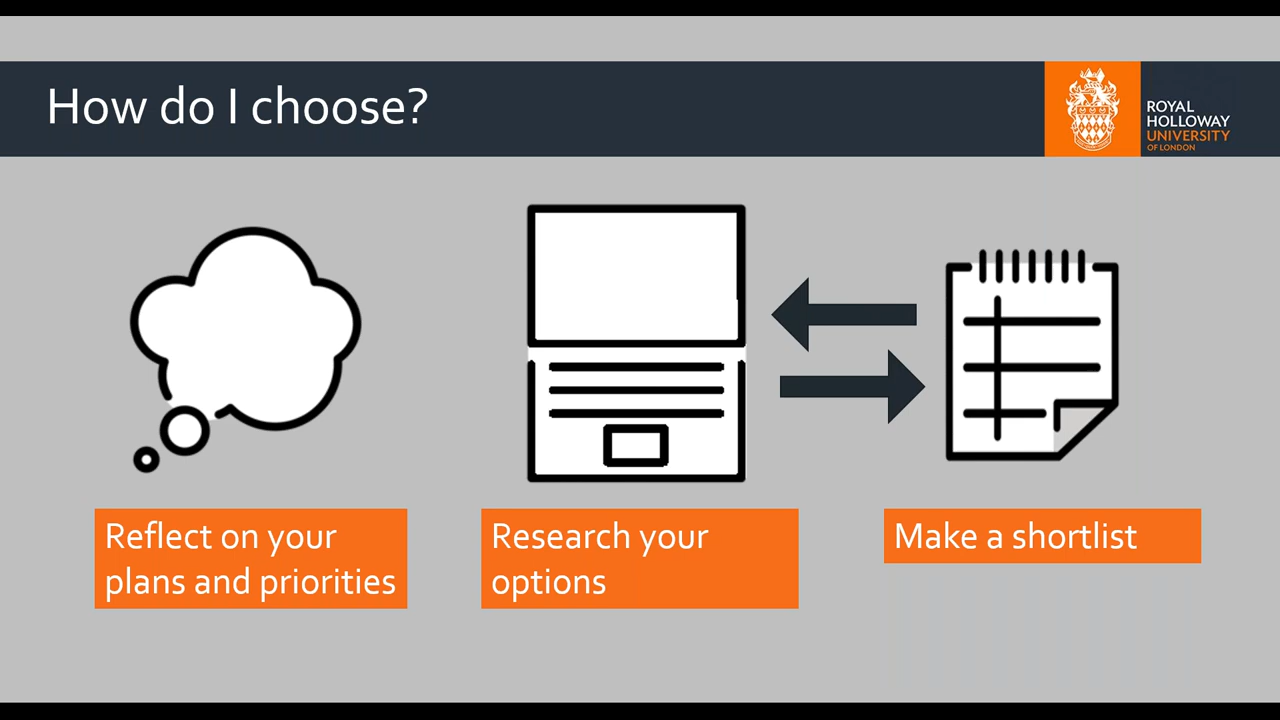 How do I choose?
ROYAL
HOLLOWAY
UNIVERSITY
OF LONDON
Reflect on your
plans and priorities
Research your
options
Make a shortlist